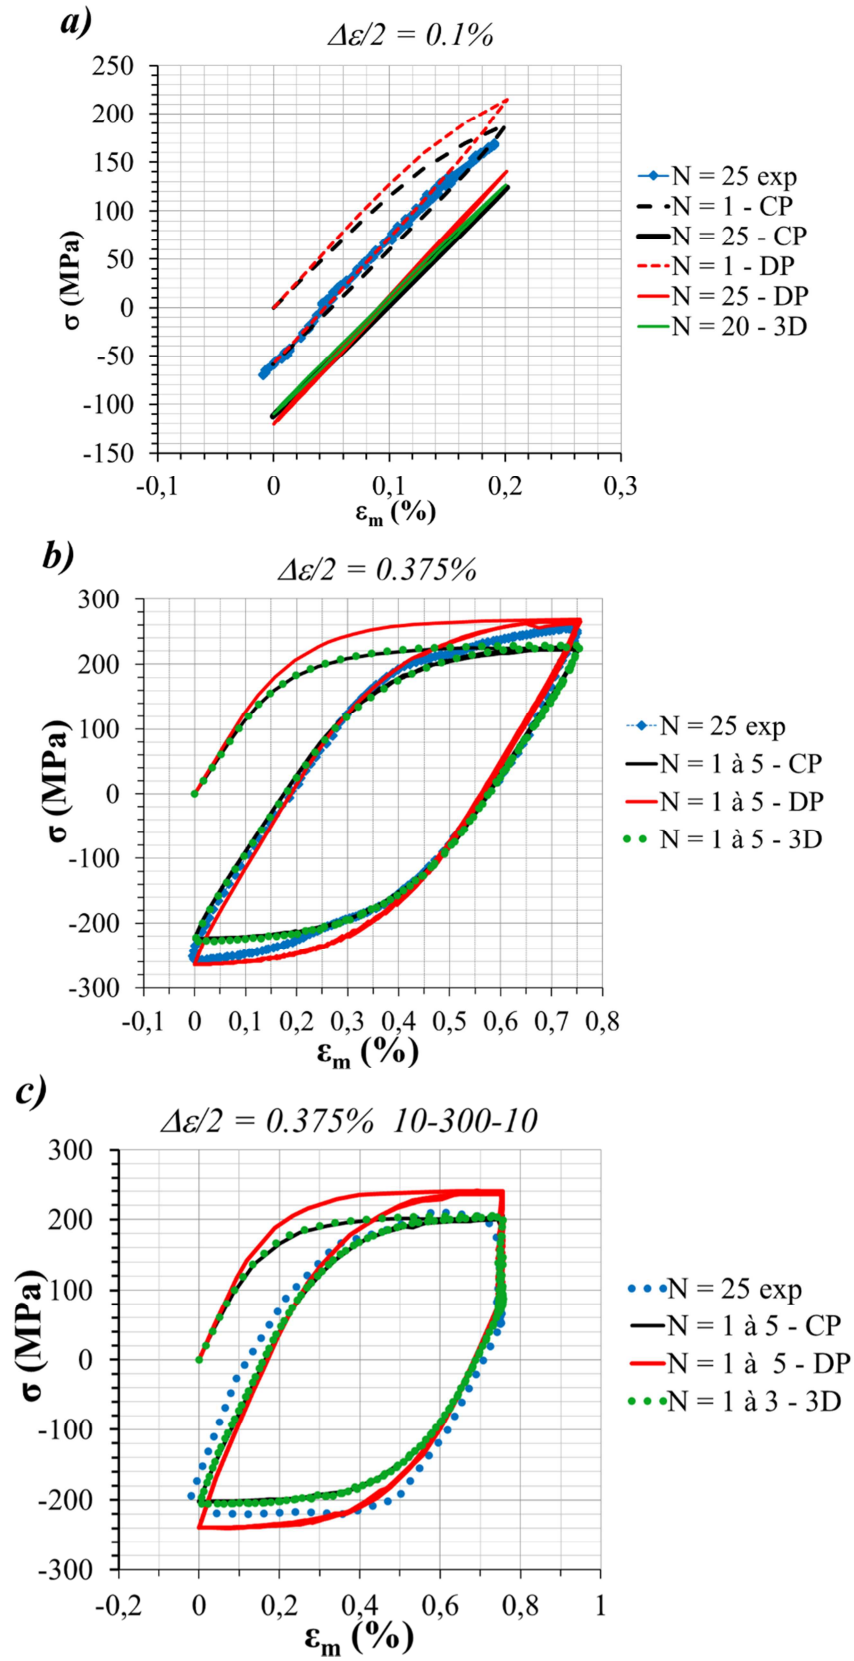 a)
Δε/2 = 0.1%
250
200
150
100
50
0
-50
-100
-150
-0,1
0
0,1
0,2
0,3
σ (MPa)
εm (%)
N = 25 exp
N = 1 - CP
N = 25 - CP
N = 1 - DP
N = 25 - DP
N = 20 - 3D
b)
Δε/2 = 0.375%
300
200
100
0
-100
-200
-300
-0,1
0
0,1
0,2
0,3
0,4
0,5
0,6
0,7
0,8
σ (MPa)
εm (%)
N = 25 exp
N = 1 à 5 - CP
N = 1 à 5 - DP
N = 1 à 5 - 3D
c)
Δε/2 = 0.375% 10-300-10
300
200
100
0
-100
-200
-300
-0,2
0
0,2
0,4
0,6
0,8
1
σ (MPa)
εm (%)
N = 25 exp
N = 1 à 5 - CP
N = 1 à 5 - DP
N = 1 à 3 - 3D